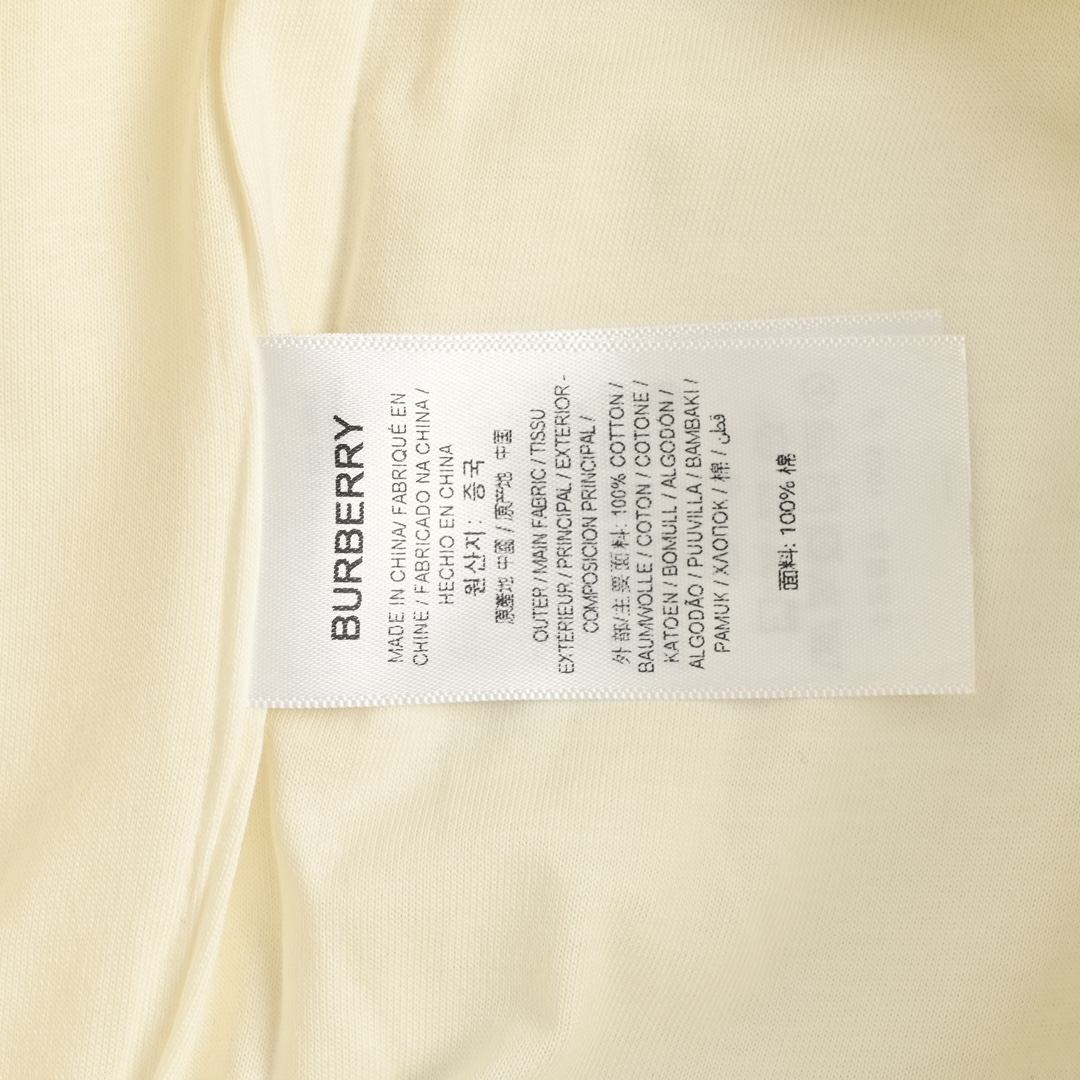 BURBERRY
MADE IN CHINA/ FABRIQUÉ EN
CHINE / FABRICADO NA CHINA /
HECHO EN CHINA
원산지: 중국
原產地 中國 / 原产地 中国
OUTER / MAIN FABRIC / TISSU
EXTÉRIEUR / PRINCIPAL / EXTERIOR -
COMPOSICION PRINCIPAL /
外部/主要面料: 100% COTTON /
BAUMWOLLE / COTON / COTONE /
KATOEN / BOMULL / ALGODÓN /
ALGODÃO / PUUVILLA / BAMBAKI /
PAMUK / ХЛОПОК / 棉 / قطن
面料: 100% 棉